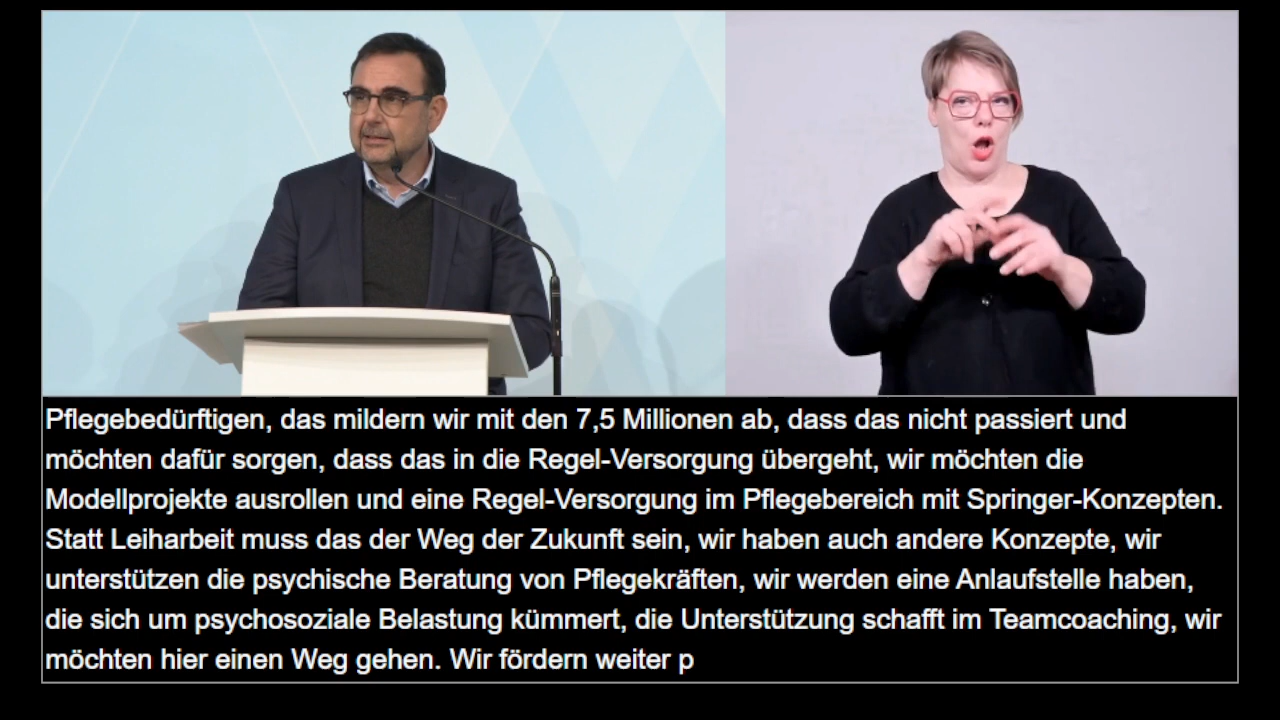 Pflegebedürftigen, das mildern wir mit den 7,5 Millionen ab, dass das nicht passiert und
möchten dafür sorgen, dass das in die Regel-Versorgung übergeht, wir möchten die
Modellprojekte ausrollen und eine Regel-Versorgung im Pflegebereich mit Springer-Konzepten.
Statt Leiharbeit muss das der Weg der Zukunft sein, wir haben auch andere Konzepte, wir
unterstützen die psychische Beratung von Pflegekräften, wir werden eine Anlaufstelle haben,
die sich um psychosoziale Belastung kümmert, die Unterstützung schafft im Teamcoaching, wir
möchten hier einen Weg gehen. Wir fördern weiter p